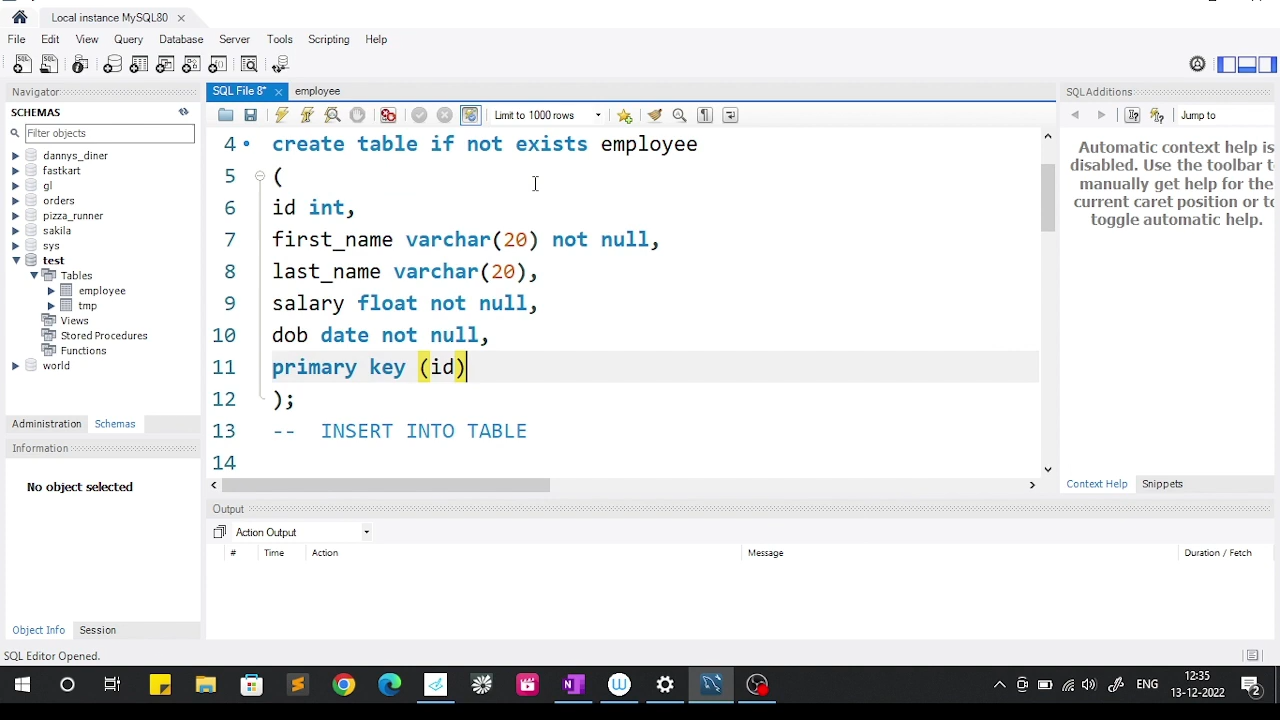 Local instance MySQL80
File Edit View Query Database Server Tools Scripting Help
Navigator
SCHEMAS
Filter objects
dannys_diner
fastkart
gl
orders
pizza_runner
sakila
sys
test
Tables
employee
tmp
Views
Stored Procedures
Functions
world
Administration Schemas
Information
No object selected
Object Info Session
SQL File 8* employee
Limit to 1000 rows
4 create table if not exists employee
5 (
6 id int,
7 first_name varchar(20) not null,
8 last_name varchar(20),
9 salary float not null,
10 dob date not null,
11 primary key (id)
12 );
13 -- INSERT INTO TABLE
14
Output
Action Output
# Time Action Message Duration / Fetch
SQLAdditions
Jump to
Automatic context help is
disabled. Use the toolbar t
manually get help for the
current caret position or to
toggle automatic help.
Context Help Snippets
SQL Editor Opened.
ENG
12:35
13-12-2022
2